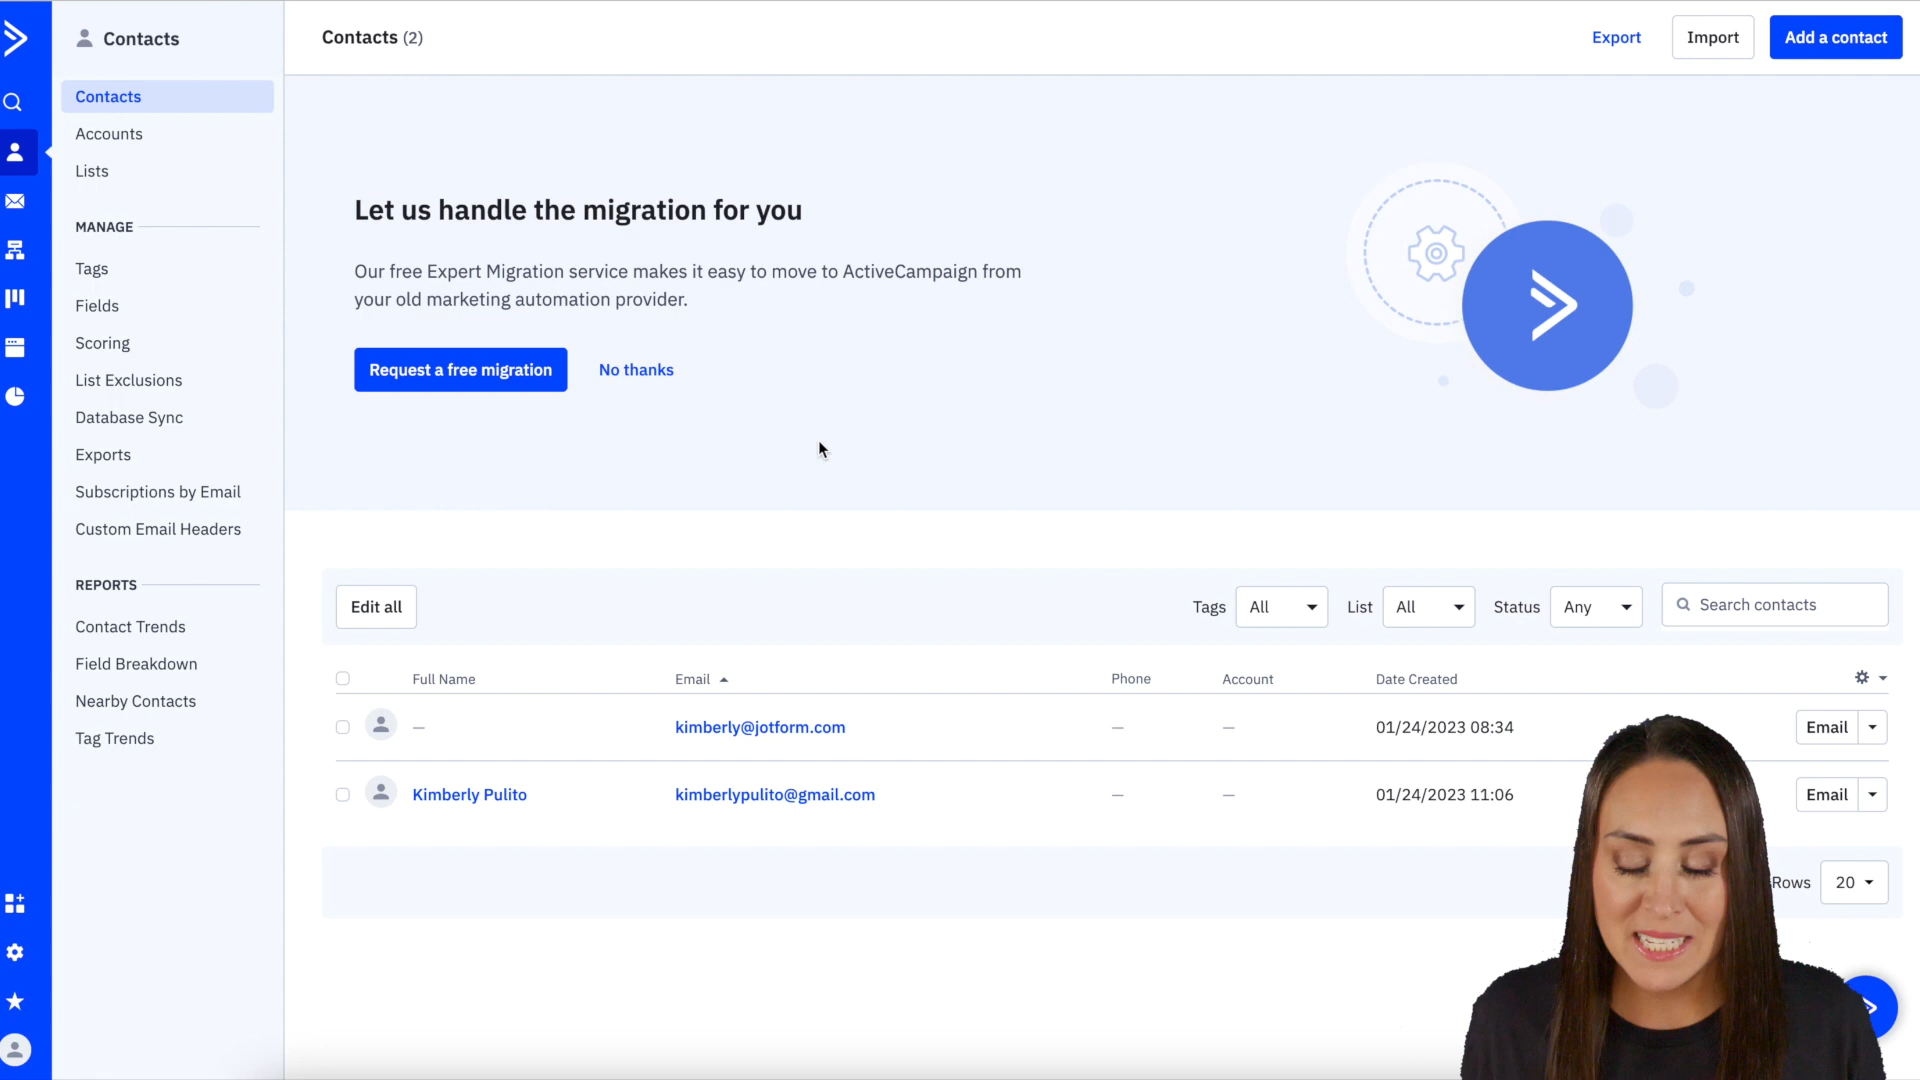 Contacts
Contacts
Accounts
Lists
MANAGE
Tags
Fields
Scoring
List Exclusions
Database Sync
Exports
Subscriptions by Email
Custom Email Headers
REPORTS
Contact Trends
Field Breakdown
Nearby Contacts
Tag Trends
Contacts (2)
Export
Import
Add a contact
Let us handle the migration for you
Our free Expert Migration service makes it easy to move to ActiveCampaign from
your old marketing automation provider.
Request a free migration
No thanks
Edit all
Tags All
List All
Status Any
Search contacts
Full Name Email Phone Account Date Created
— kimberly@jotform.com — — 01/24/2023 08:34 Email
Kimberly Pulito kimberlypulito@gmail.com — — 01/24/2023 11:06 Email
Rows 20